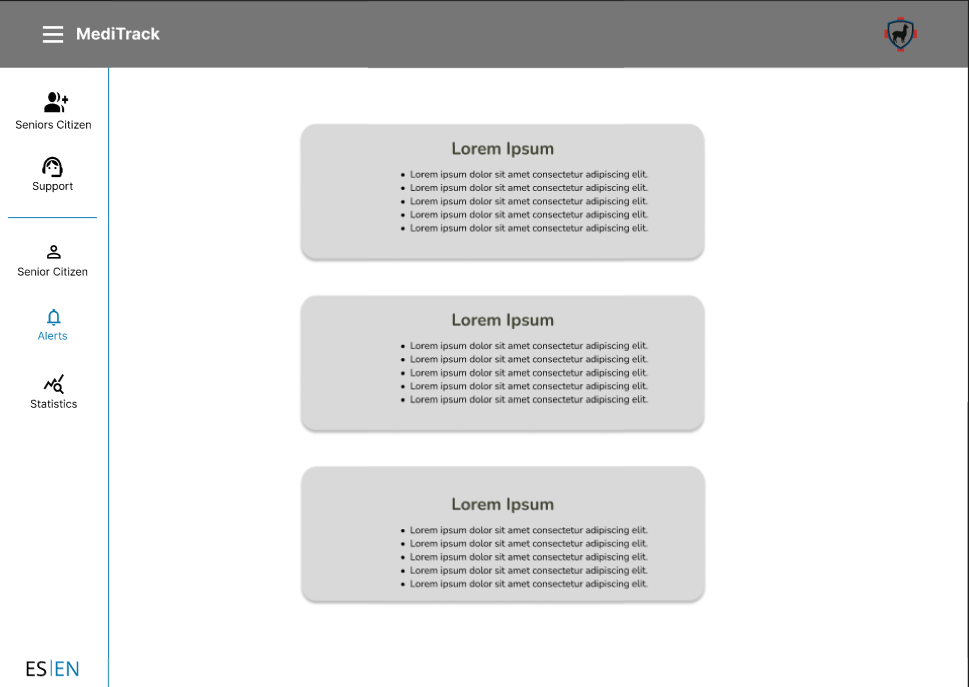 MediTrack
Seniors Citizen
Support
Senior Citizen
Alerts
Statistics
ES|EN
Lorem Ipsum
• Lorem ipsum dolor sit amet consectetur adipiscing elit.
• Lorem ipsum dolor sit amet consectetur adipiscing elit.
• Lorem ipsum dolor sit amet consectetur adipiscing elit.
• Lorem ipsum dolor sit amet consectetur adipiscing elit.
• Lorem ipsum dolor sit amet consectetur adipiscing elit.
Lorem Ipsum
• Lorem ipsum dolor sit amet consectetur adipiscing elit.
• Lorem ipsum dolor sit amet consectetur adipiscing elit.
• Lorem ipsum dolor sit amet consectetur adipiscing elit.
• Lorem ipsum dolor sit amet consectetur adipiscing elit.
• Lorem ipsum dolor sit amet consectetur adipiscing elit.
Lorem Ipsum
• Lorem ipsum dolor sit amet consectetur adipiscing elit.
• Lorem ipsum dolor sit amet consectetur adipiscing elit.
• Lorem ipsum dolor sit amet consectetur adipiscing elit.
• Lorem ipsum dolor sit amet consectetur adipiscing elit.
• Lorem ipsum dolor sit amet consectetur adipiscing elit.